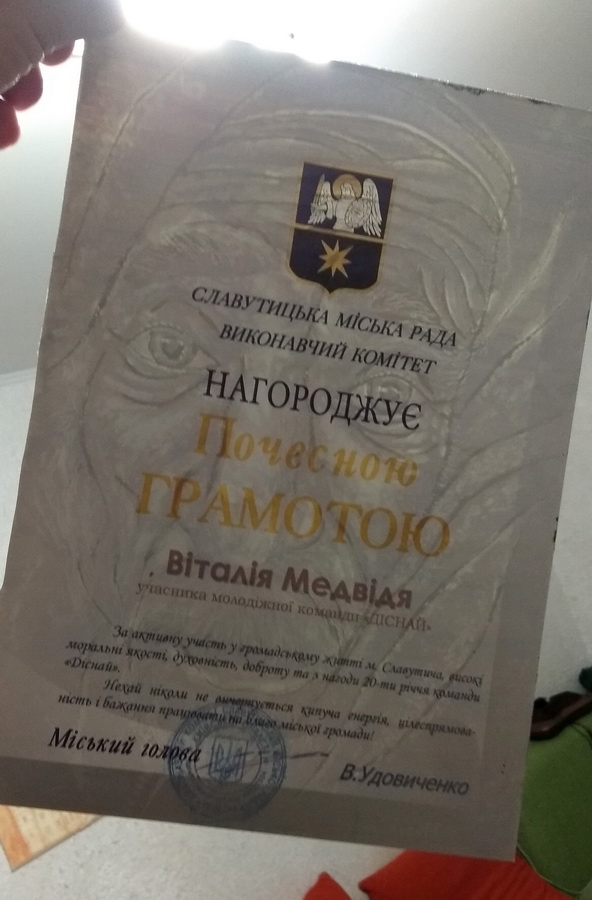 СЛАВУТИЦЬКА МІСЬКА РАДА
ВИКОНАВЧИЙ КОМІТЕТ
НАГОРОДЖУЄ
Почесною
ГРАМОТОЮ
Віталія Медвідя
учасника молодіжної команди «ДІСНАЙ»
За активну участь у громадському житті м. Славутича, високі
моральні якості, духовність, доброту та з нагоди 20-ти річчя команди
«Діснай».
Нехай ніколи не вичерпується кипуча енергія, цілеспрямова-
ність і бажання працювати на благо міської громади!
Міський голова
В.Удовиченко